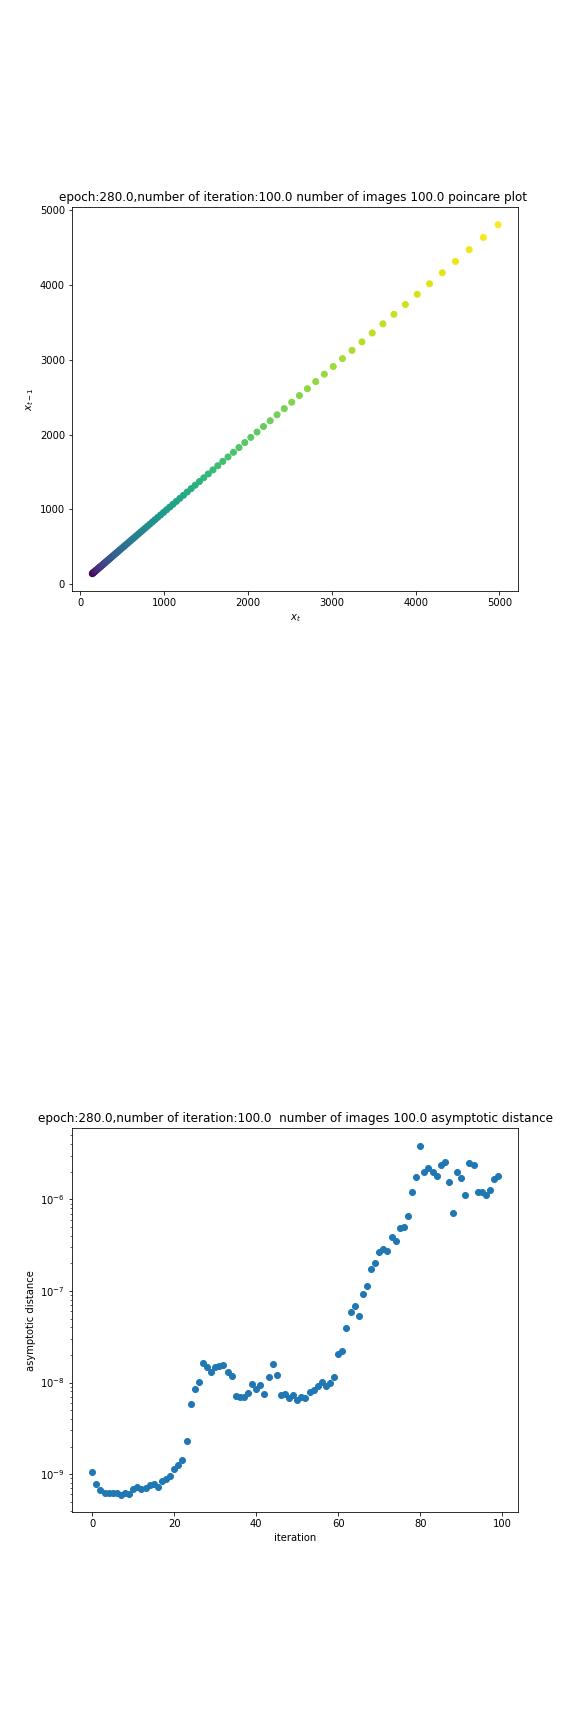 epoch:280.0,number of iteration:100.0 number of images 100.0 poincare plot
5000
4000
3000
2000
1000
0
x_{t-1}
0 1000 2000 3000 4000 5000
x_t
epoch:280.0,number of iteration:100.0  number of images 100.0 asymptotic distance
10^{-6}
10^{-7}
10^{-8}
10^{-9}
asymptotic distance
0 20 40 60 80 100
iteration